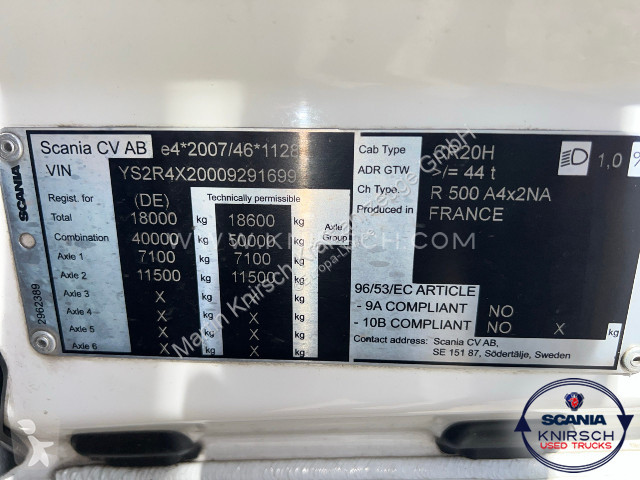 Scania CV AB e4*2007/46*1128
VIN YS2R4X20009291699
Regist. for (DE) Technically permissible
Total 18000 kg 18600 kg
Combination 40000 kg 50000 kg Axle Group
Axle 1 7100 kg 7100 kg
Axle 2 11500 kg 11500 kg
Axle 3 X kg X kg
Axle 4 X kg X kg
Axle 5 X kg X kg
Axle 6 X kg X kg
SCANIA
2962389
Cab Type CR20H 1,0 %
ADR GTW >/= 44 t
Ch Type. R 500 A4x2NA
Produced in FRANCE
96/53/EC ARTICLE
- 9A COMPLIANT NO
- 10B COMPLIANT NO X kg
Contact address: Scania CV AB,
SE 151 87, Södertälje, Sweden
SCANIA
KNIRSCH
USED TRUCKS